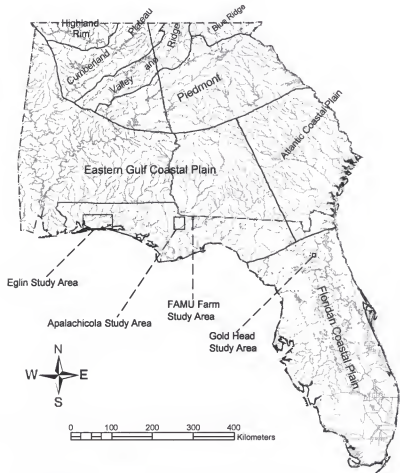 Highland
Rim
Cumberland Plateau
Valley and Ridge
Blue Ridge
Piedmont
Atlantic Coastal Plain
Eastern Gulf Coastal Plain
Eglin Study Area
Apalachicola Study Area
FAMU Farm
Study Area
Gold Head
Study Area
Floridan Coastal Plain
N
W E
S
0 100 200 300 400
Kilometers